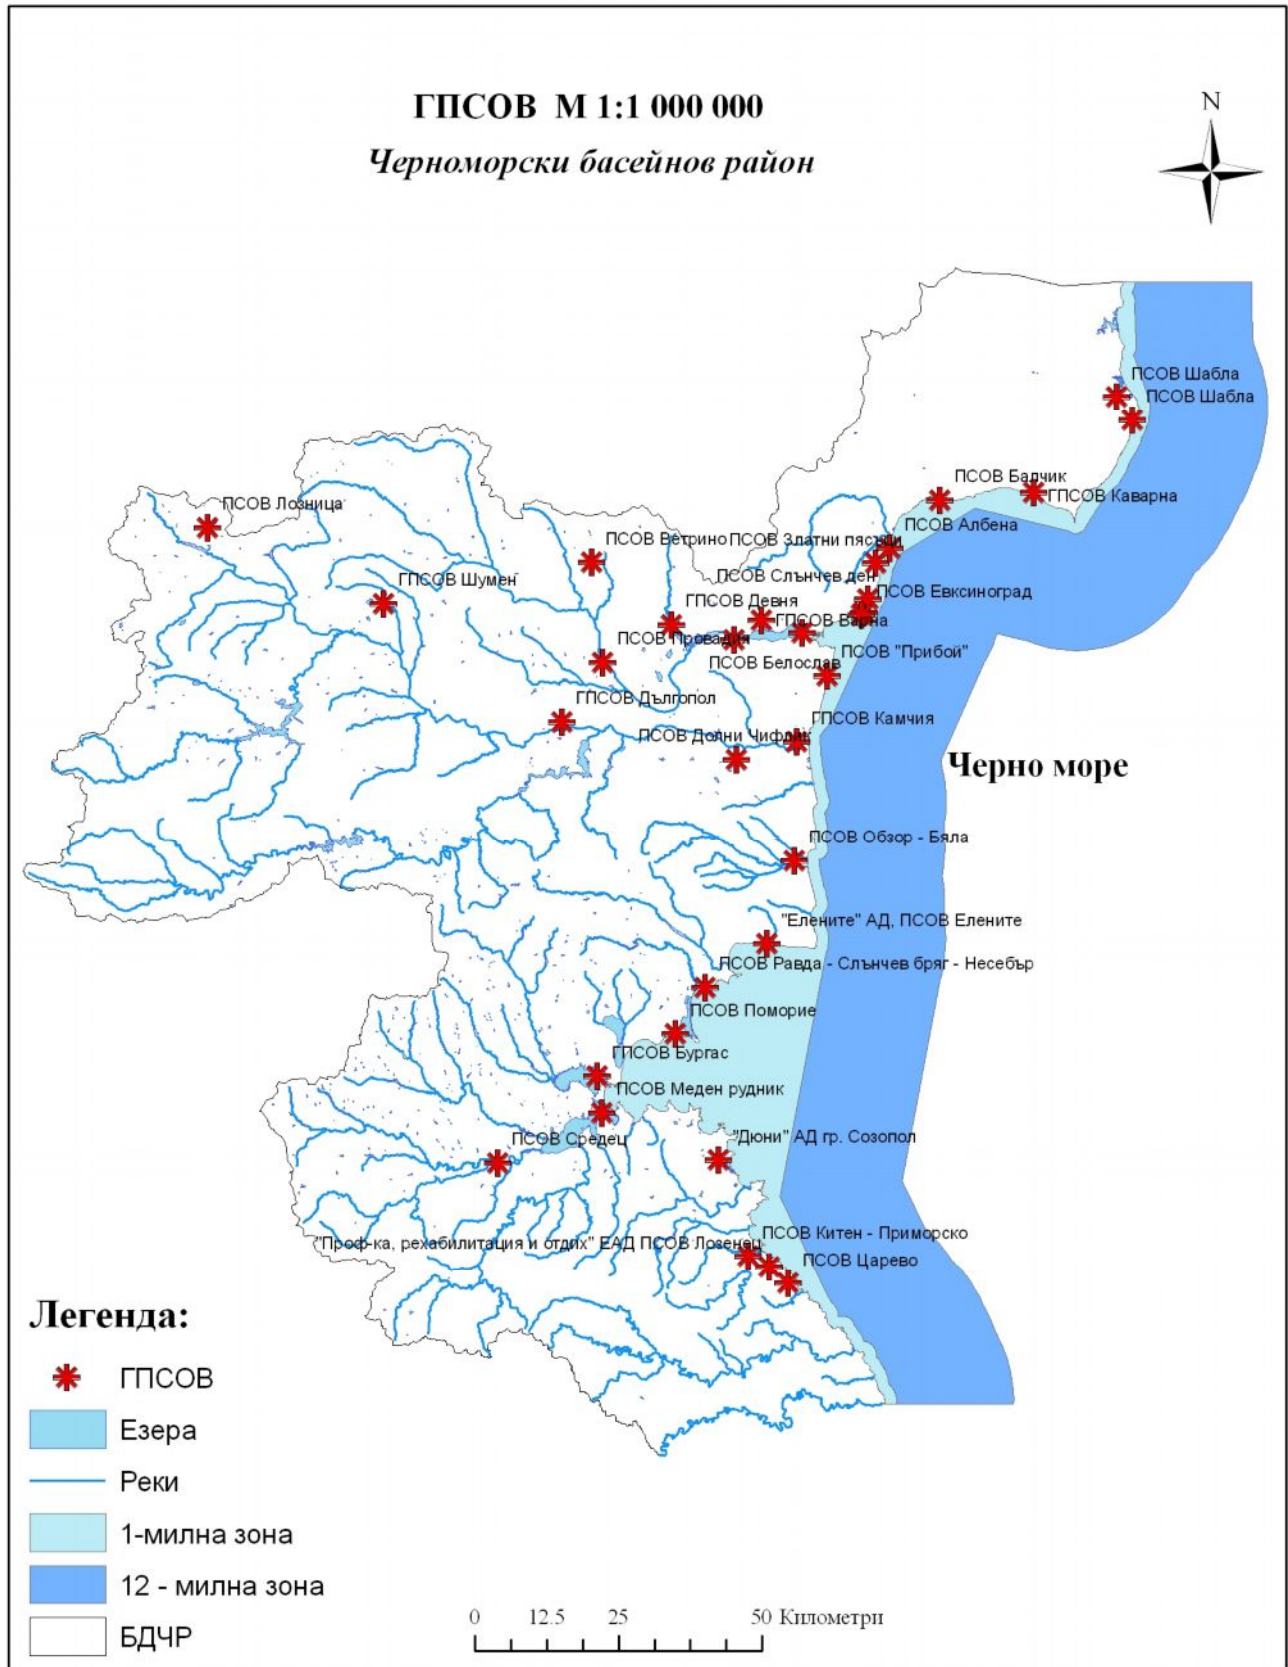 ГПСОВ М 1:1 000 000
Черноморски басейнов район
N
ПСОВ Шабла
ПСОВ Шабла
ПСОВ Балчик
ГПСОВ Каварна
ПСОВ Лозница
ПСОВ Албена
ПСОВ Ветрино
ПСОВ Златни пясъци
ПСОВ Слънчев ден
ГПСОВ Шумен
ПСОВ Евксиноград
ГПСОВ Девня
ГПСОВ Варна
ПСОВ Провадия
ПСОВ "Прибой"
ПСОВ Белослав
ГПСОВ Дългопол
ГПСОВ Камчия
ПСОВ Долни Чифлик
Черно море
ПСОВ Обзор - Бяла
"Елените" АД, ПСОВ Елените
ПСОВ Равда - Слънчев бряг - Несебър
ПСОВ Поморие
ГПСОВ Бургас
ПСОВ Меден рудник
"Дюни" АД гр. Созопол
ПСОВ Средец
ПСОВ Китен - Приморско
"Проф-ка, рехабилитация и отдих" ЕАД ПСОВ Лозенец
ПСОВ Царево
Легенда:
ГПСОВ
Езера
Реки
1-милна зона
12 - милна зона
БДЧР
0 12.5 25 50 Километри